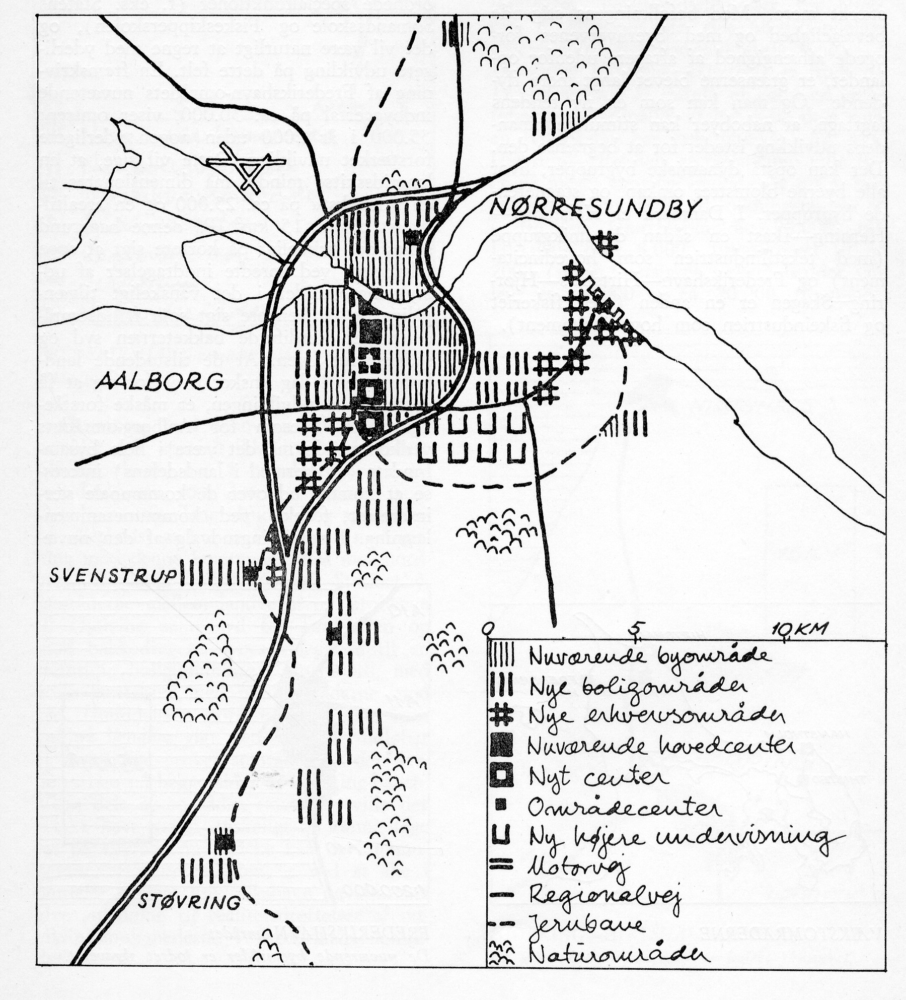 NØRRESUNDBY
AALBORG
SVENSTRUP
0 5 10 KM
Nuværende byområde
Nye boligområder
Nye erhvervsområder
Nuværende hovedcenter
Nyt center
Områdecenter
Ny højere undervisning
Motorvej
Regionalvej
Jernbane
Naturområder
STØVRING